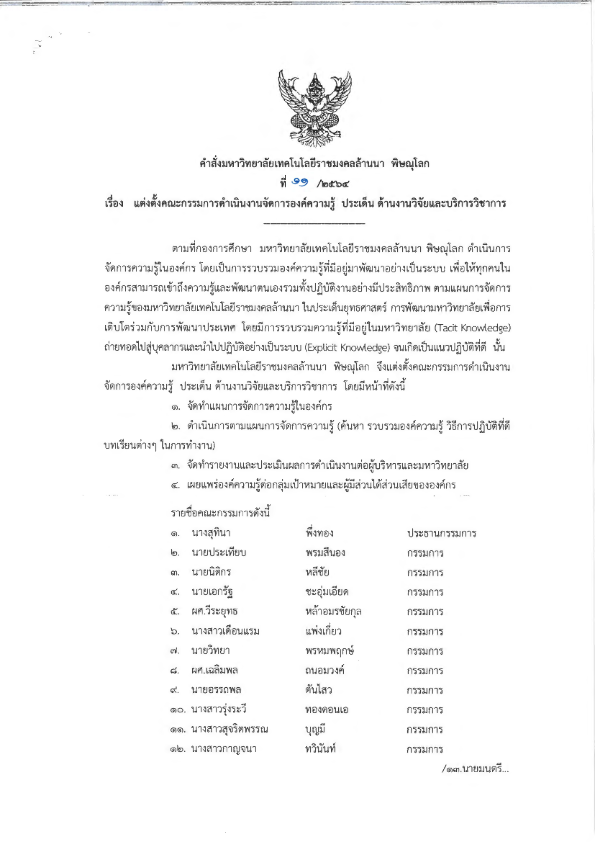 คำสั่งมหาวิทยาลัยเทคโนโลยีราชมงคลล้านนา พิษณุโลก
ที่ ๑๑ /๒๕๖๔
เรื่อง แต่งตั้งคณะกรรมการดำเนินงานจัดการองค์ความรู้ ประเด็น ด้านงานวิจัยและบริการวิชาการ
ตามที่กองการศึกษา มหาวิทยาลัยเทคโนโลยีราชมงคลล้านนา พิษณุโลก ดำเนินการ
จัดการความรู้ในองค์กร โดยเป็นการรวบรวมองค์ความรู้ที่มีอยู่มาพัฒนาอย่างเป็นระบบ เพื่อให้ทุกคนใน
องค์กรสามารถเข้าถึงความรู้และพัฒนาตนเองรวมทั้งปฏิบัติงานอย่างมีประสิทธิภาพ ตามแผนการจัดการ
ความรู้ของมหาวิทยาลัยเทคโนโลยีราชมงคลล้านนา ในประเด็นยุทธศาสตร์ การพัฒนามหาวิทยาลัยเพื่อการ
เติบโตร่วมกับการพัฒนาประเทศ โดยมีการรวบรวมความรู้ที่มีอยู่ในมหาวิทยาลัย (Tacit Knowledge)
ถ่ายทอดไปสู่บุคลากรและนำไปปฏิบัติอย่างเป็นระบบ (Explicit Knowledge) จนเกิดเป็นแนวปฏิบัติที่ดี นั้น
มหาวิทยาลัยเทคโนโลยีราชมงคลล้านนา พิษณุโลก จึงแต่งตั้งคณะกรรมการดำเนินงาน
จัดการองค์ความรู้ ประเด็น ด้านงานวิจัยและบริการวิชาการ โดยมีหน้าที่ดังนี้
๑. จัดทำแผนการจัดการความรู้ในองค์กร
๒. ดำเนินการตามแผนการจัดการความรู้ (ค้นหา รวบรวมองค์ความรู้ วิธีการปฏิบัติที่ดี
บทเรียนต่างๆ ในการทำงาน)
๓. จัดทำรายงานและประเมินผลการดำเนินงานต่อผู้บริหารและมหาวิทยาลัย
๔. เผยแพร่องค์ความรู้ต่อกลุ่มเป้าหมายและผู้มีส่วนได้ส่วนเสียขององค์กร
รายชื่อคณะกรรมการดังนี้
๑. นางสุทินา พึ่งทอง ประธานกรรมการ
๒. นายประเทียบ พรมสีนอง กรรมการ
๓. นายนิติกร หลีชัย กรรมการ
๔. นายเอกรัฐ ชะอุ่มเอียด กรรมการ
๕. ผศ.วีระยุทธ หล้าอมรชัยกุล กรรมการ
๖. นางสาวเดือนแรม แพ่งเกี่ยว กรรมการ
๗. นายวิทยา พรหมพฤกษ์ กรรมการ
๘. ผศ.เฉลิมพล ถนอมวงค์ กรรมการ
๙. นายอรรถพล ตันไสว กรรมการ
๑๐. นางสาวรุ่งระวี ทองดอนเอ กรรมการ
๑๑. นางสาวสุจริตพรรณ บุญมี กรรมการ
๑๒. นางสาวกาญจนา ทวินันท์ กรรมการ
/๑๓.นายมนตรี...